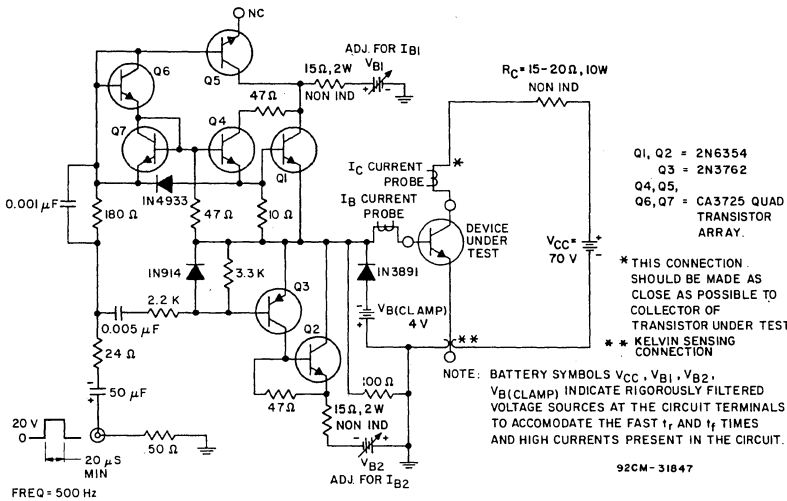 NC
Q6
Q5
15Ω, 2W
NON IND
ADJ. FOR IB1
VB1
+
-
RC = 15-20Ω, 10W
NON IND
47Ω
Q7
Q4
Q1
IC CURRENT
PROBE
*
IB CURRENT
PROBE
Q1, Q2 = 2N6354
Q3 = 2N3762
Q4, Q5,
Q6, Q7 = CA3725 QUAD
TRANSISTOR
ARRAY.
0.001 µF
180Ω
1N4933
47Ω
10Ω
DEVICE
UNDER
TEST
VCC=
70 V
+
-
1N914
3.3 K
Q3
1N3891
* THIS CONNECTION
SHOULD BE MADE AS
CLOSE AS POSSIBLE TO
COLLECTOR OF
TRANSISTOR UNDER TEST
2.2 K
0.005 µF
Q2
-
+
VB(CLAMP)
4 V
**
** KELVIN SENSING
CONNECTION
24Ω
47Ω
100Ω
NOTE: BATTERY SYMBOLS VCC, VB1, VB2,
VB(CLAMP) INDICATE RIGOROUSLY FILTERED
VOLTAGE SOURCES AT THE CIRCUIT TERMINALS
TO ACCOMODATE THE FAST tr AND tf TIMES
AND HIGH CURRENTS PRESENT IN THE CIRCUIT.
-
50 µF
+
15Ω, 2W
NON IND
20 V
0
50 Ω
-
+
VB2
ADJ. FOR IB2
20 µS
MIN
92CM-31847
FREQ = 500 Hz